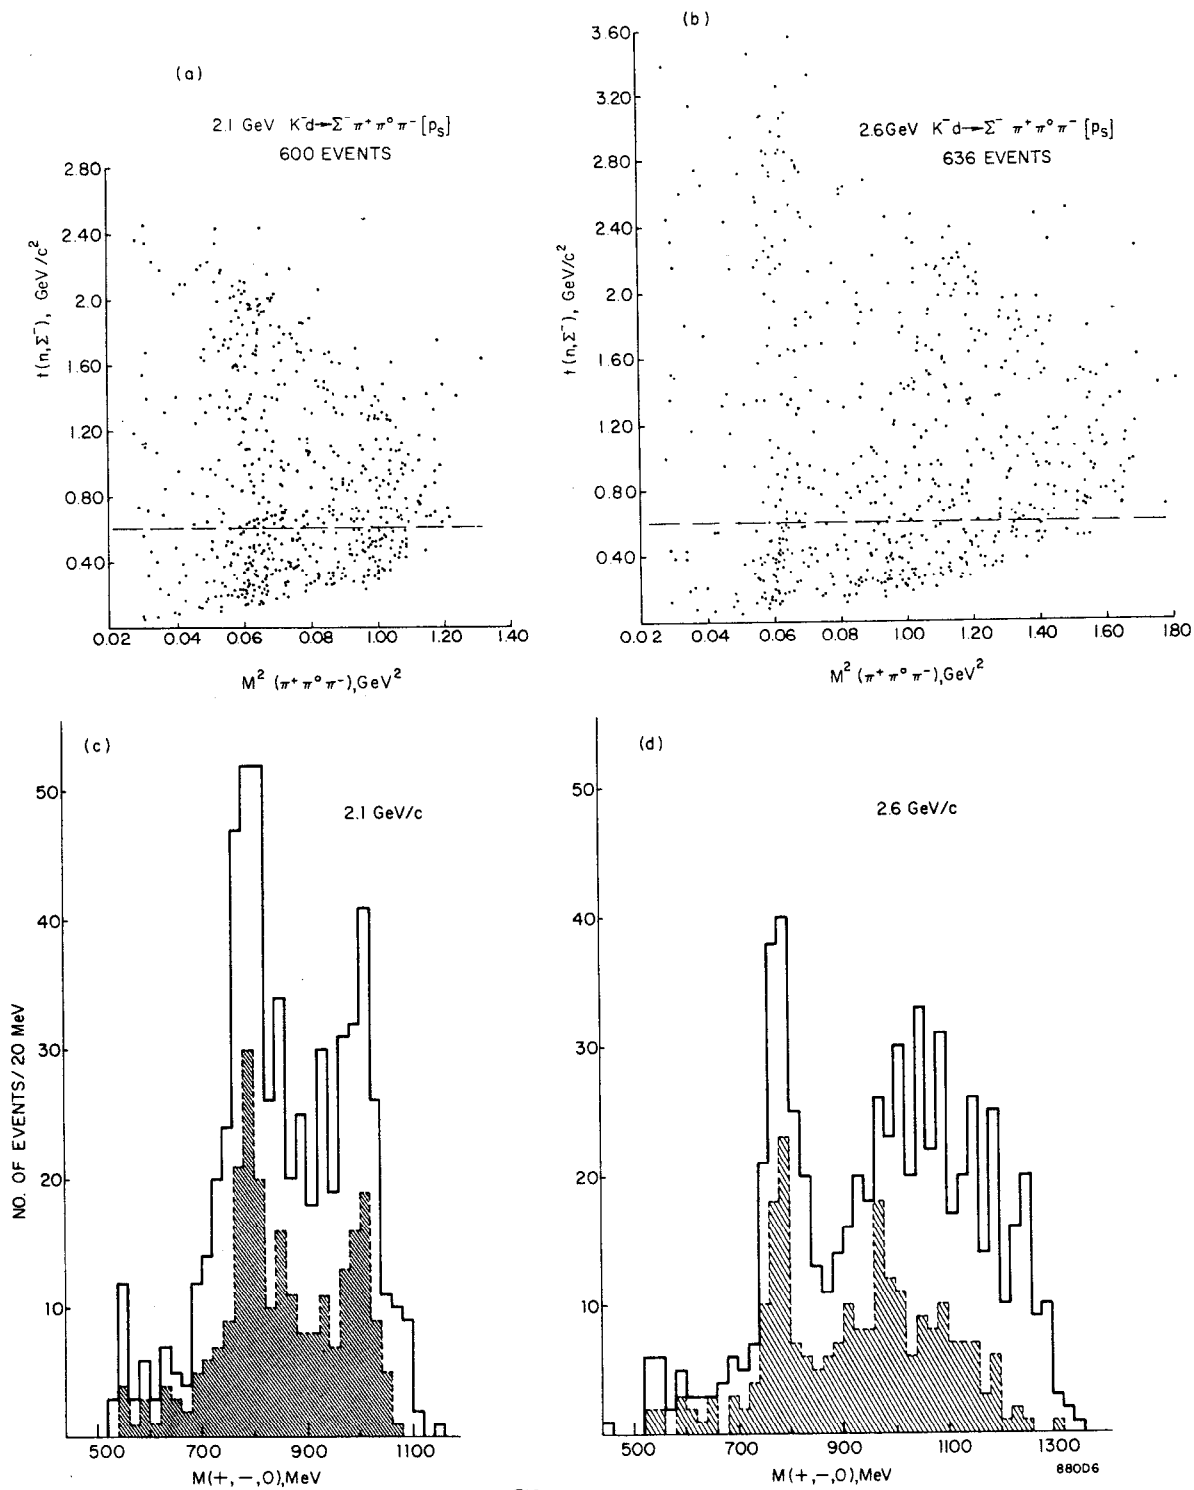 (a)
2.1 GeV K⁻d→Σ⁻ π⁺ π° π⁻ [pₛ]
600 EVENTS
2.80
2.40
2.0
1.60
1.20
0.80
0.40
t(n,Σ⁻), GeV/c²
0.02 0.04 0.06 0.08 1.00 1.20 1.40
M² (π⁺ π° π⁻),GeV²
(b)
2.6GeV K⁻d→Σ⁻ π⁺ π° π⁻ [pₛ]
636 EVENTS
3.60
3.20
2.80
2.40
2.0
1.60
1.20
0.80
0.40
t(n,Σ⁻), GeV/c²
0.02 0.04 0.06 0.08 1.00 1.20 1.40 1.60 1.80
M² (π⁺ π° π⁻),GeV²
(c)
2.1 GeV/c
50
40
30
20
10
NO. OF EVENTS/20 MeV
500 700 900 1100
M(+,-,0),MeV
(d)
2.6 GeV/c
50
40
30
20
10
500 700 900 1100 1300
M(+,-,0),MeV
880D6